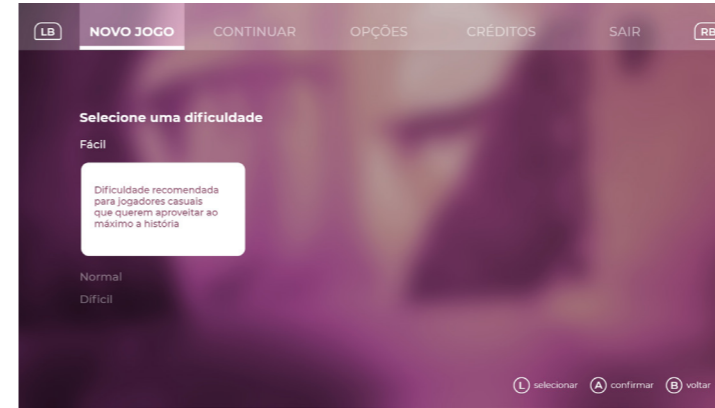 LB NOVO JOGO CONTINUAR OPÇÕES CRÉDITOS SAIR RB
Selecione uma dificuldade
Fácil
Dificuldade recomendada
para jogadores casuais
que querem aproveitar ao
máximo a história
Normal
Difícil
L selecionar A confirmar B voltar